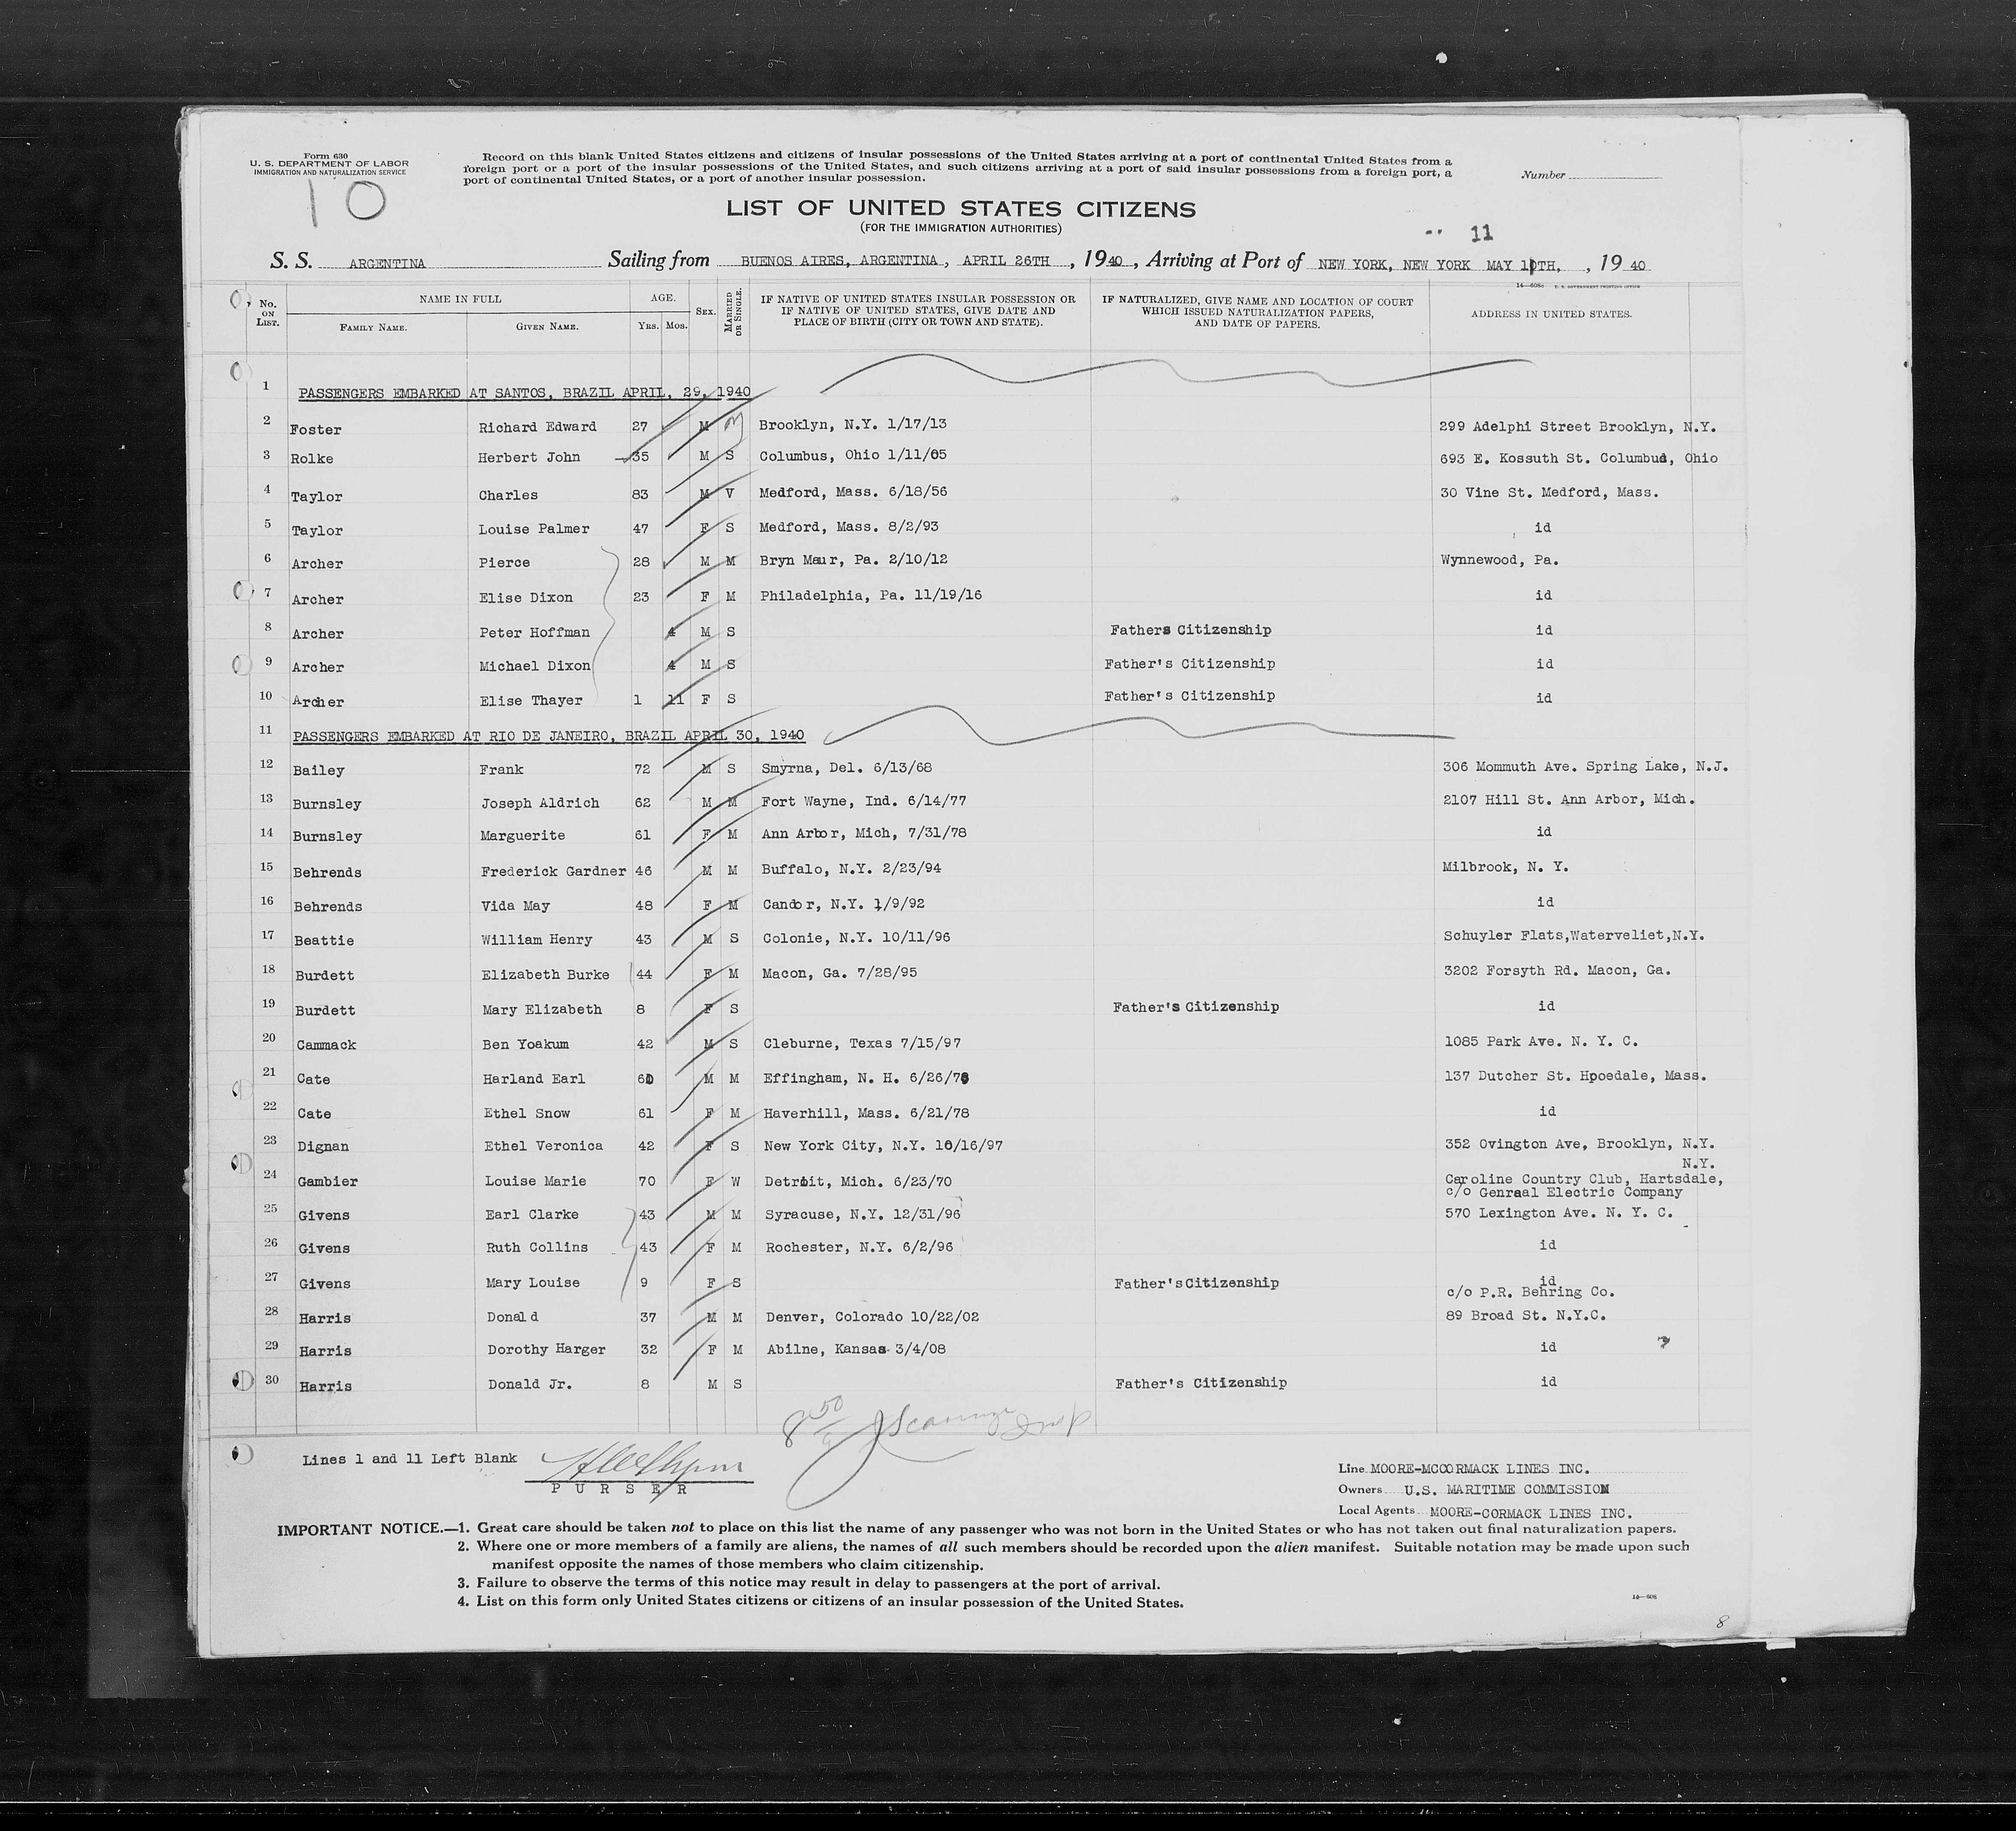 Form 630
U. S. DEPARTMENT OF LABOR
IMMIGRATION AND NATURALIZATION SERVICE
10
Record on this blank United States citizens and citizens of insular possessions of the United States arriving at a port of continental United States from a
foreign port or a port of the insular possessions of the United States, and such citizens arriving at a port of said insular possessions from a foreign port, a
port of continental United States, or a port of another insular possession.
Number
LIST OF UNITED STATES CITIZENS
(FOR THE IMMIGRATION AUTHORITIES)
11
S. S. ARGENTINA Sailing from BUENOS AIRES, ARGENTINA, APRIL 26TH, 1940, Arriving at Port of NEW YORK, NEW YORK MAY 10TH, , 19 40
14—608c U. S. GOVERNMENT PRINTING OFFICE
No. ON LIST. NAME IN FULL FAMILY NAME. GIVEN NAME. AGE. YRS. MOS. SEX. MARRIED OR SINGLE. IF NATIVE OF UNITED STATES INSULAR POSSESSION OR IF NATIVE OF UNITED STATES, GIVE DATE AND PLACE OF BIRTH (CITY OR TOWN AND STATE). IF NATURALIZED, GIVE NAME AND LOCATION OF COURT WHICH ISSUED NATURALIZATION PAPERS, AND DATE OF PAPERS. ADDRESS IN UNITED STATES.
1 PASSENGERS EMBARKED AT SANTOS, BRAZIL APRIL, 29, 1940
2 Foster Richard Edward 27 M M Brooklyn, N.Y. 1/17/13 299 Adelphi Street Brooklyn, N.Y.
3 Rolke Herbert John 35 M S Columbus, Ohio 1/11/05 693 E. Kossuth St. Columbus, Ohio
4 Taylor Charles 83 M V Medford, Mass. 6/18/56 30 Vine St. Medford, Mass.
5 Taylor Louise Palmer 47 F S Medford, Mass. 8/2/93 id
6 Archer Pierce 28 M M Bryn Maur, Pa. 2/10/12 Wynnewood, Pa.
7 Archer Elise Dixon 23 F M Philadelphia, Pa. 11/19/16 id
8 Archer Peter Hoffman 4 M S Fathers Citizenship id
9 Archer Michael Dixon 4 M S Father's Citizenship id
10 Archer Elise Thayer 1 11 F S Father's Citizenship id
11 PASSENGERS EMBARKED AT RIO DE JANEIRO, BRAZIL APRIL 30, 1940
12 Bailey Frank 72 M S Smyrna, Del. 6/13/68 306 Mommuth Ave. Spring Lake, N.J.
13 Burnsley Joseph Aldrich 62 M M Fort Wayne, Ind. 6/14/77 2107 Hill St. Ann Arbor, Mich.
14 Burnsley Marguerite 61 F M Ann Arbor, Mich, 7/31/78 id
15 Behrends Frederick Gardner 46 M M Buffalo, N.Y. 2/23/94 Milbrook, N. Y.
16 Behrends Vida May 48 F M Candor, N.Y. 1/9/92 id
17 Beattie William Henry 43 M S Colonie, N.Y. 10/11/96 Schuyler Flats,Waterveliet,N.Y.
18 Burdett Elizabeth Burke 44 F M Macon, Ga. 7/28/95 3202 Forsyth Rd. Macon, Ga.
19 Burdett Mary Elizabeth 8 F S Father's Citizenship id
20 Cammack Ben Yoakum 42 M S Cleburne, Texas 7/15/97 1085 Park Ave. N. Y. C.
21 Cate Harland Earl M M Effingham, N. H. 6/26/78 137 Dutcher St. Hpoedale, Mass.
22 Cate Ethel Snow 61 F M Haverhill, Mass. 6/21/78 id
23 Dignan Ethel Veronica 42 F S New York City, N.Y. 10/16/97 352 Ovington Ave, Brooklyn, N.Y.
N.Y.
24 Gambier Louise Marie 70 F W Detroit, Mich. 6/23/70 Caroline Country Club, Hartsdale,
c/o Genraal Electric Company
25 Givens Earl Clarke 43 M M Syracuse, N.Y. 12/31/96 570 Lexington Ave. N. Y. C.
26 Givens Ruth Collins 43 F M Rochester, N.Y. 6/2/96 id
27 Givens Mary Louise 9 F S Father's Citizenship id
c/o P.R. Behring Co.
28 Harris Donald 37 M M Denver, Colorado 10/22/02 89 Broad St. N.Y.C.
29 Harris Dorothy Harger 32 F M Abilne, Kansas 3/4/08 id
30 Harris Donald Jr. 8 M S Father's Citizenship id
Lines 1 and 11 Left Blank
PURSER
Line MOORE-MCCORMACK LINES INC.
Owners U.S. MARITIME COMMISSION
Local Agents MOORE-CORMACK LINES INC.
IMPORTANT NOTICE.—1. Great care should be taken not to place on this list the name of any passenger who was not born in the United States or who has not taken out final naturalization papers.
2. Where one or more members of a family are aliens, the names of all such members should be recorded upon the alien manifest. Suitable notation may be made upon such
manifest opposite the names of those members who claim citizenship.
3. Failure to observe the terms of this notice may result in delay to passengers at the port of arrival.
4. List on this form only United States citizens or citizens of an insular possession of the United States.
14—608
8